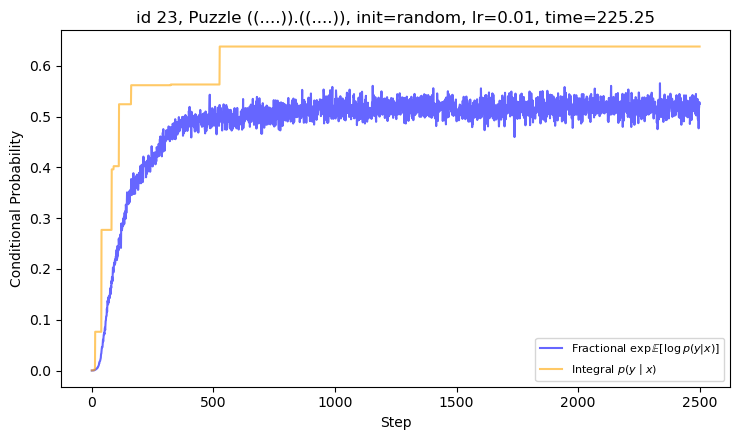 id 23, Puzzle ((....)).((....)), init=random, lr=0.01, time=225.25
Conditional Probability
0.6
0.5
0.4
0.3
0.2
0.1
0.0
Fractional exp𝔼[log p(y|x)]
Integral p(y | x)
0 500 1000 1500 2000 2500
Step